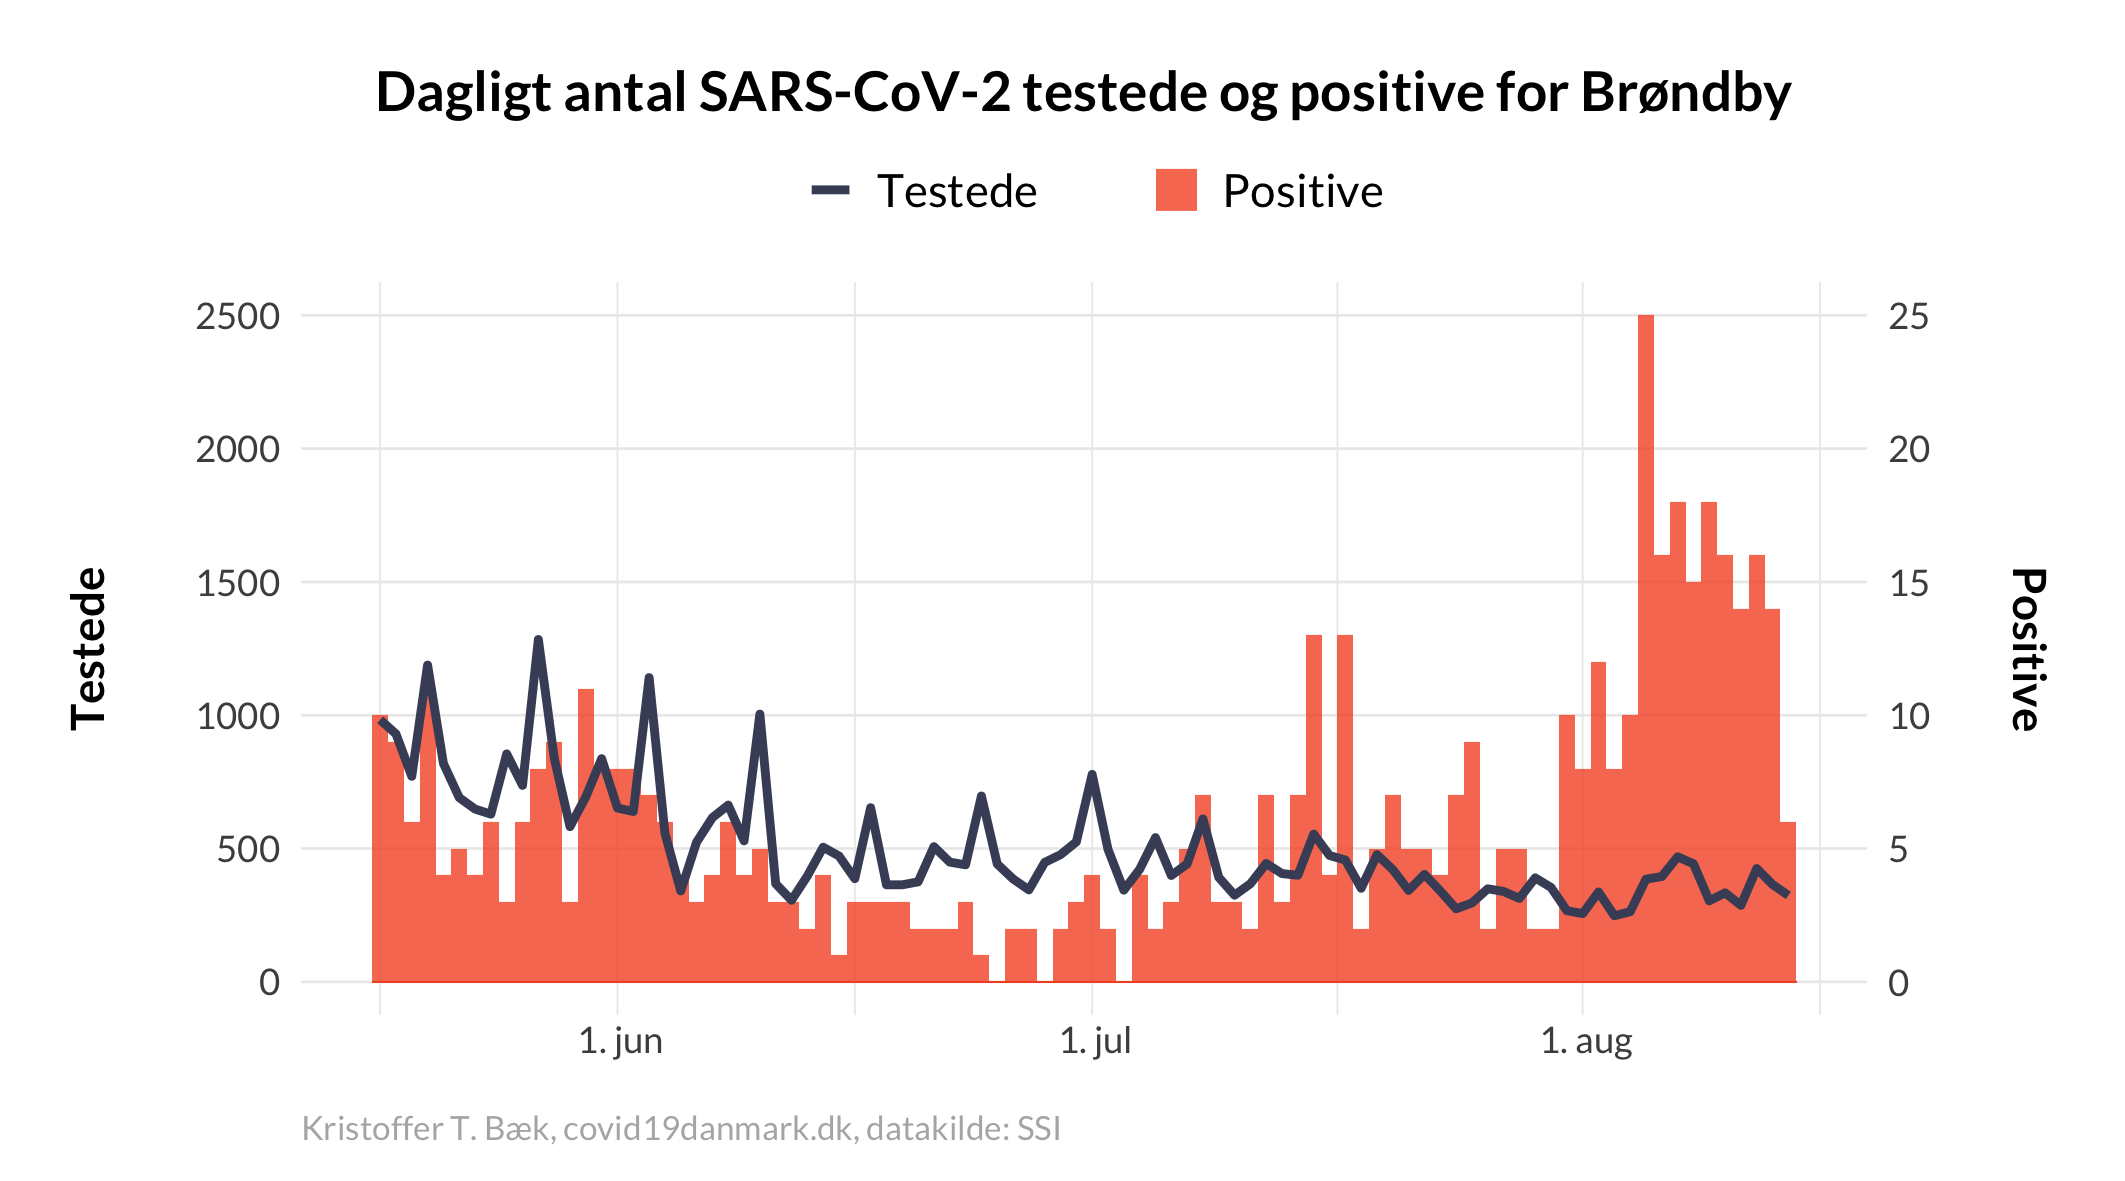 Dagligt antal SARS-CoV-2 testede og positive for Brøndby
Testede Positive
2500 25
2000 20
1500 15
1000 10
500 5
0 0
Testede
Positive
1. jun 1. jul 1. aug
Kristoffer T. Bæk, covid19danmark.dk, datakilde: SSI